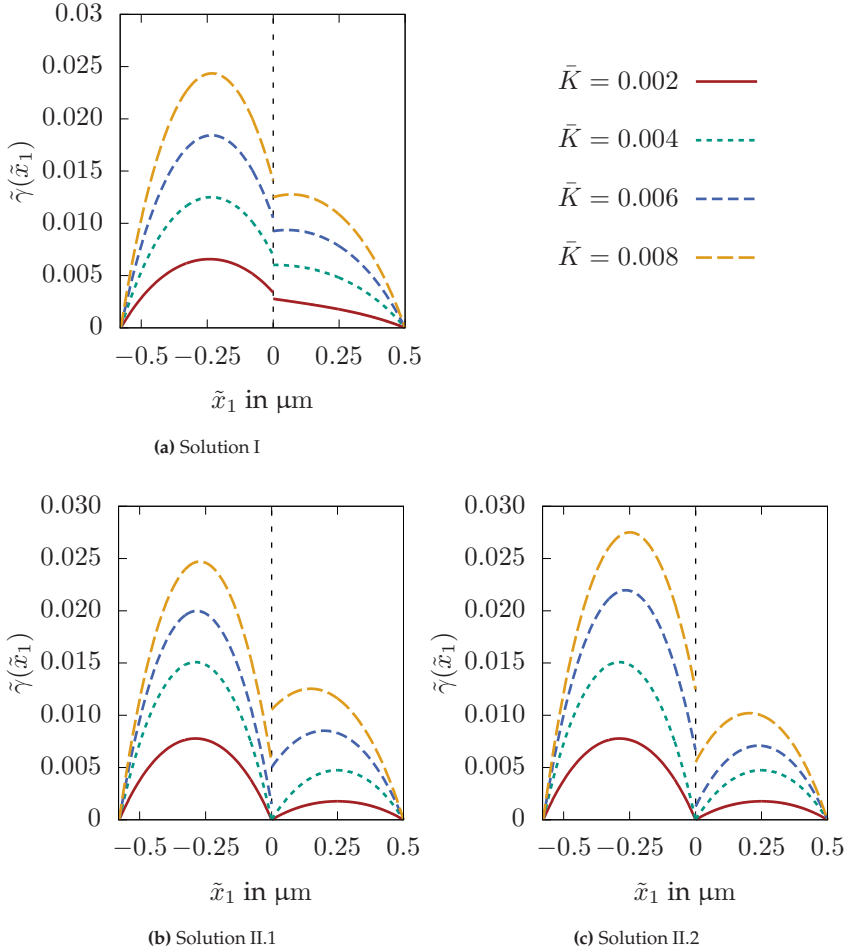 0.030
0.025
0.020
0.015
0.010
0.005
0
γ̃(x̃₁)
−0.5 −0.25 0 0.25 0.5
x̃₁ in μm
K̄ = 0.002
K̄ = 0.004
K̄ = 0.006
K̄ = 0.008
(a) Solution I
0.030
0.025
0.020
0.015
0.010
0.005
0
γ̃(x̃₁)
−0.5 −0.25 0 0.25 0.5
x̃₁ in μm
(b) Solution II.1
0.030
0.025
0.020
0.015
0.010
0.005
0
γ̃(x̃₁)
−0.5 −0.25 0 0.25 0.5
x̃₁ in μm
(c) Solution II.2